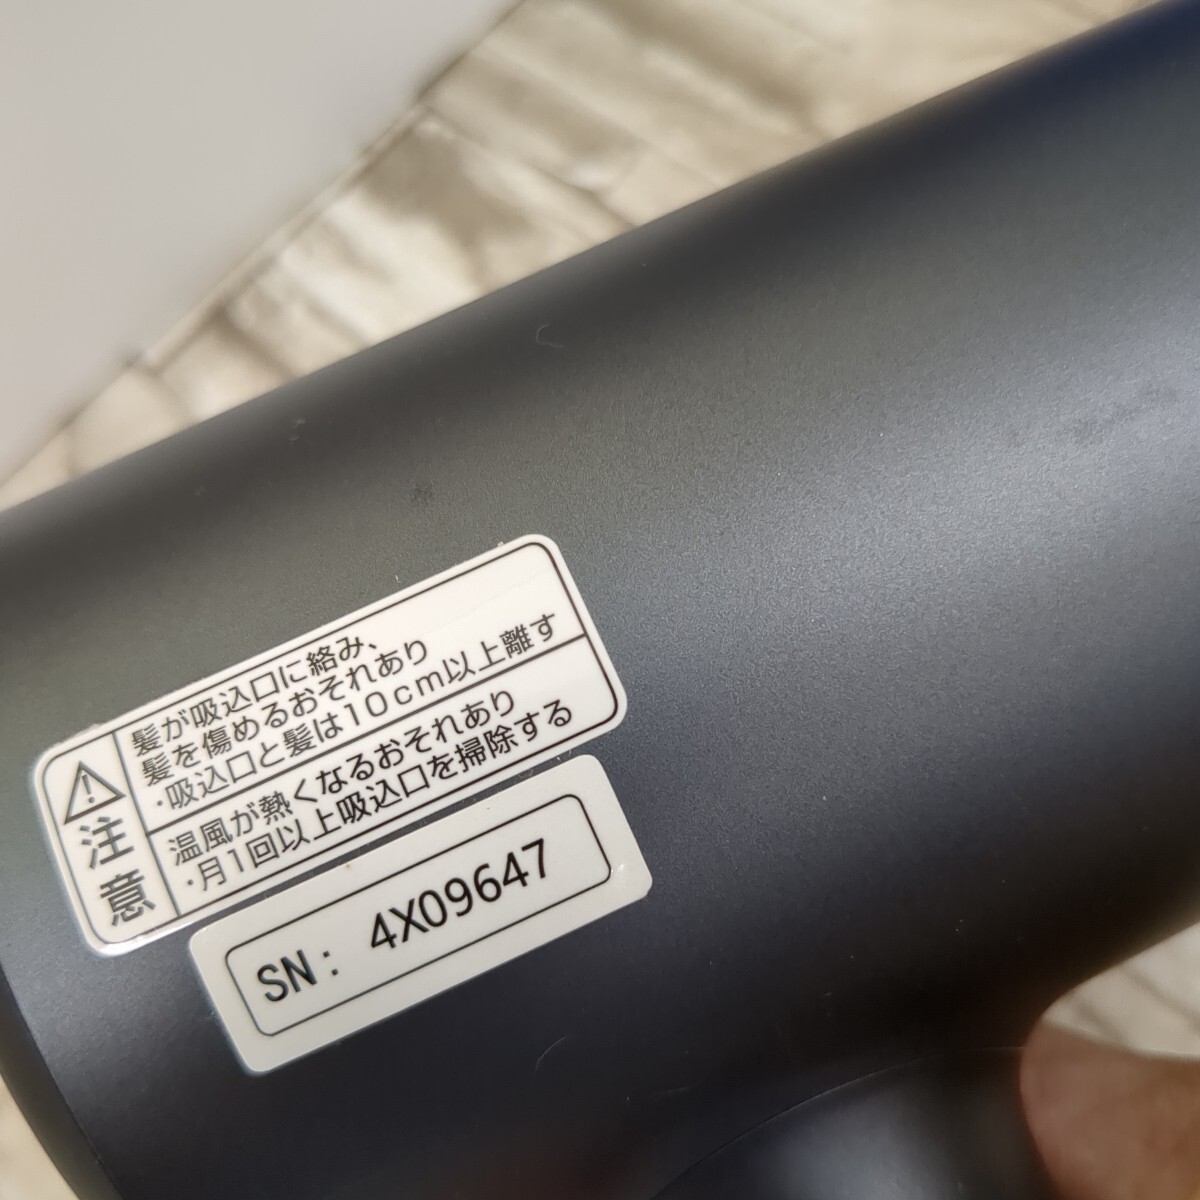 注意
髪が吸込口に絡み、
髪を傷めるおそれあり
・吸込口と髪は10cm以上離す
温風が熱くなるおそれあり
・月1回以上吸込口を掃除する
SN: 4X09647